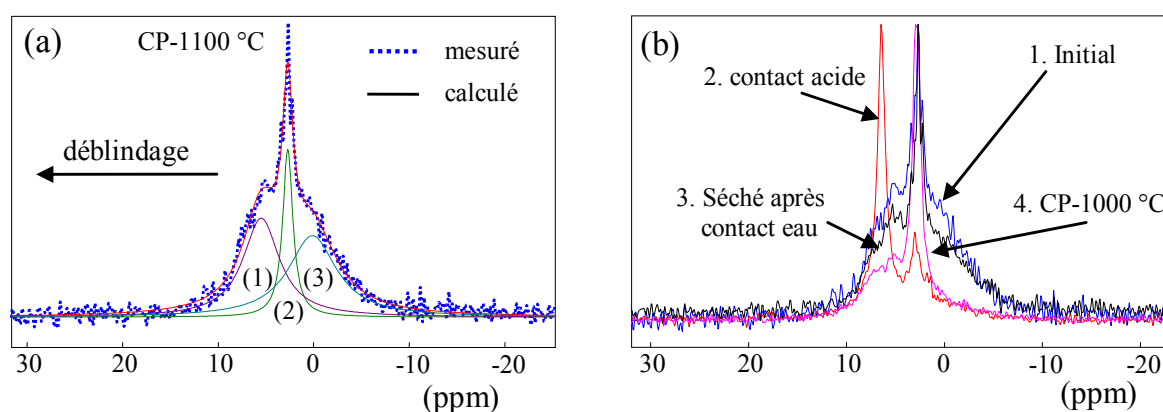 (a)
CP-1100 °C
mesuré
calculé
déblindage
(1)
(2)
(3)
30 20 10 0 -10 -20
(ppm)
(b)
1. Initial
2. contact acide
3. Séché après
contact eau
4. CP-1000 °C
30 20 10 0 -10 -20
(ppm)